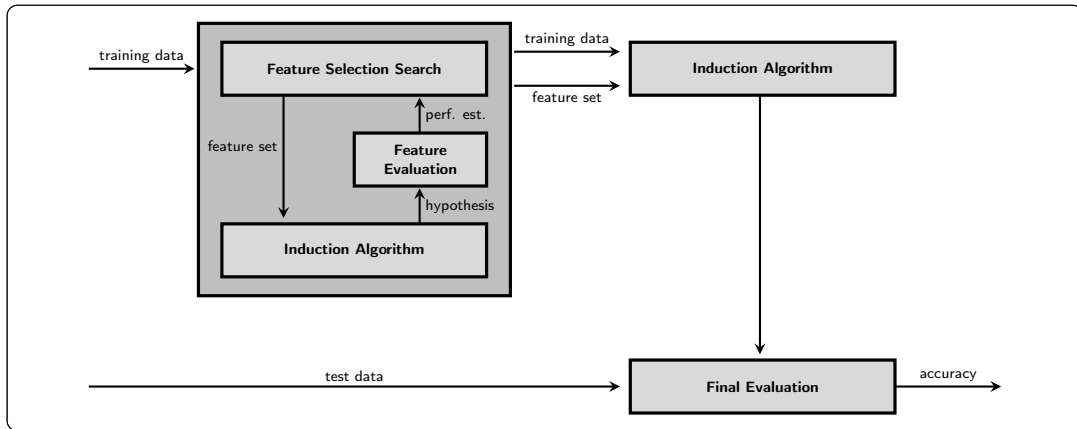 training data
Feature Selection Search
training data
Induction Algorithm
feature set
perf. est.
feature set
Feature
Evaluation
hypothesis
Induction Algorithm
test data
Final Evaluation
accuracy